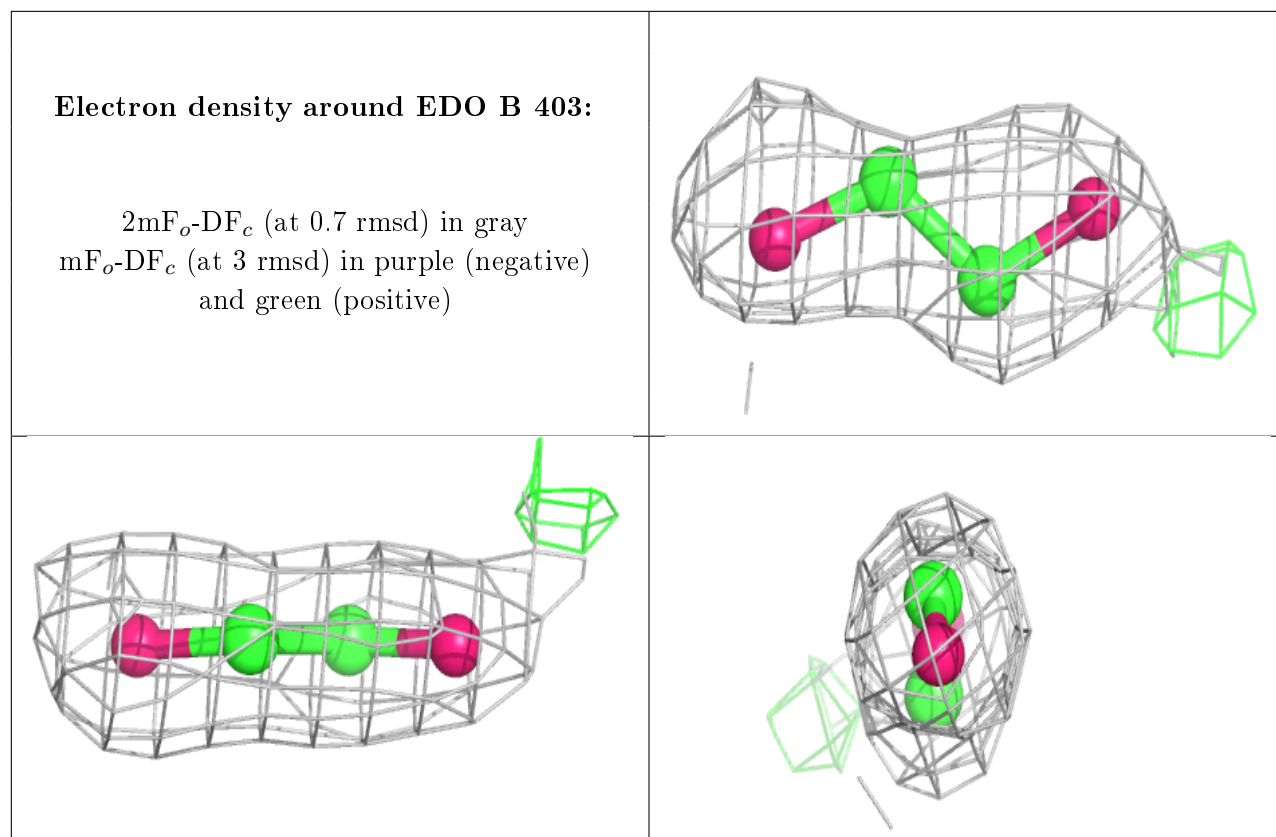 Electron density around EDO B 403:
2mFₒ-DF𝒸 (at 0.7 rmsd) in gray
mFₒ-DF𝒸 (at 3 rmsd) in purple (negative)
and green (positive)